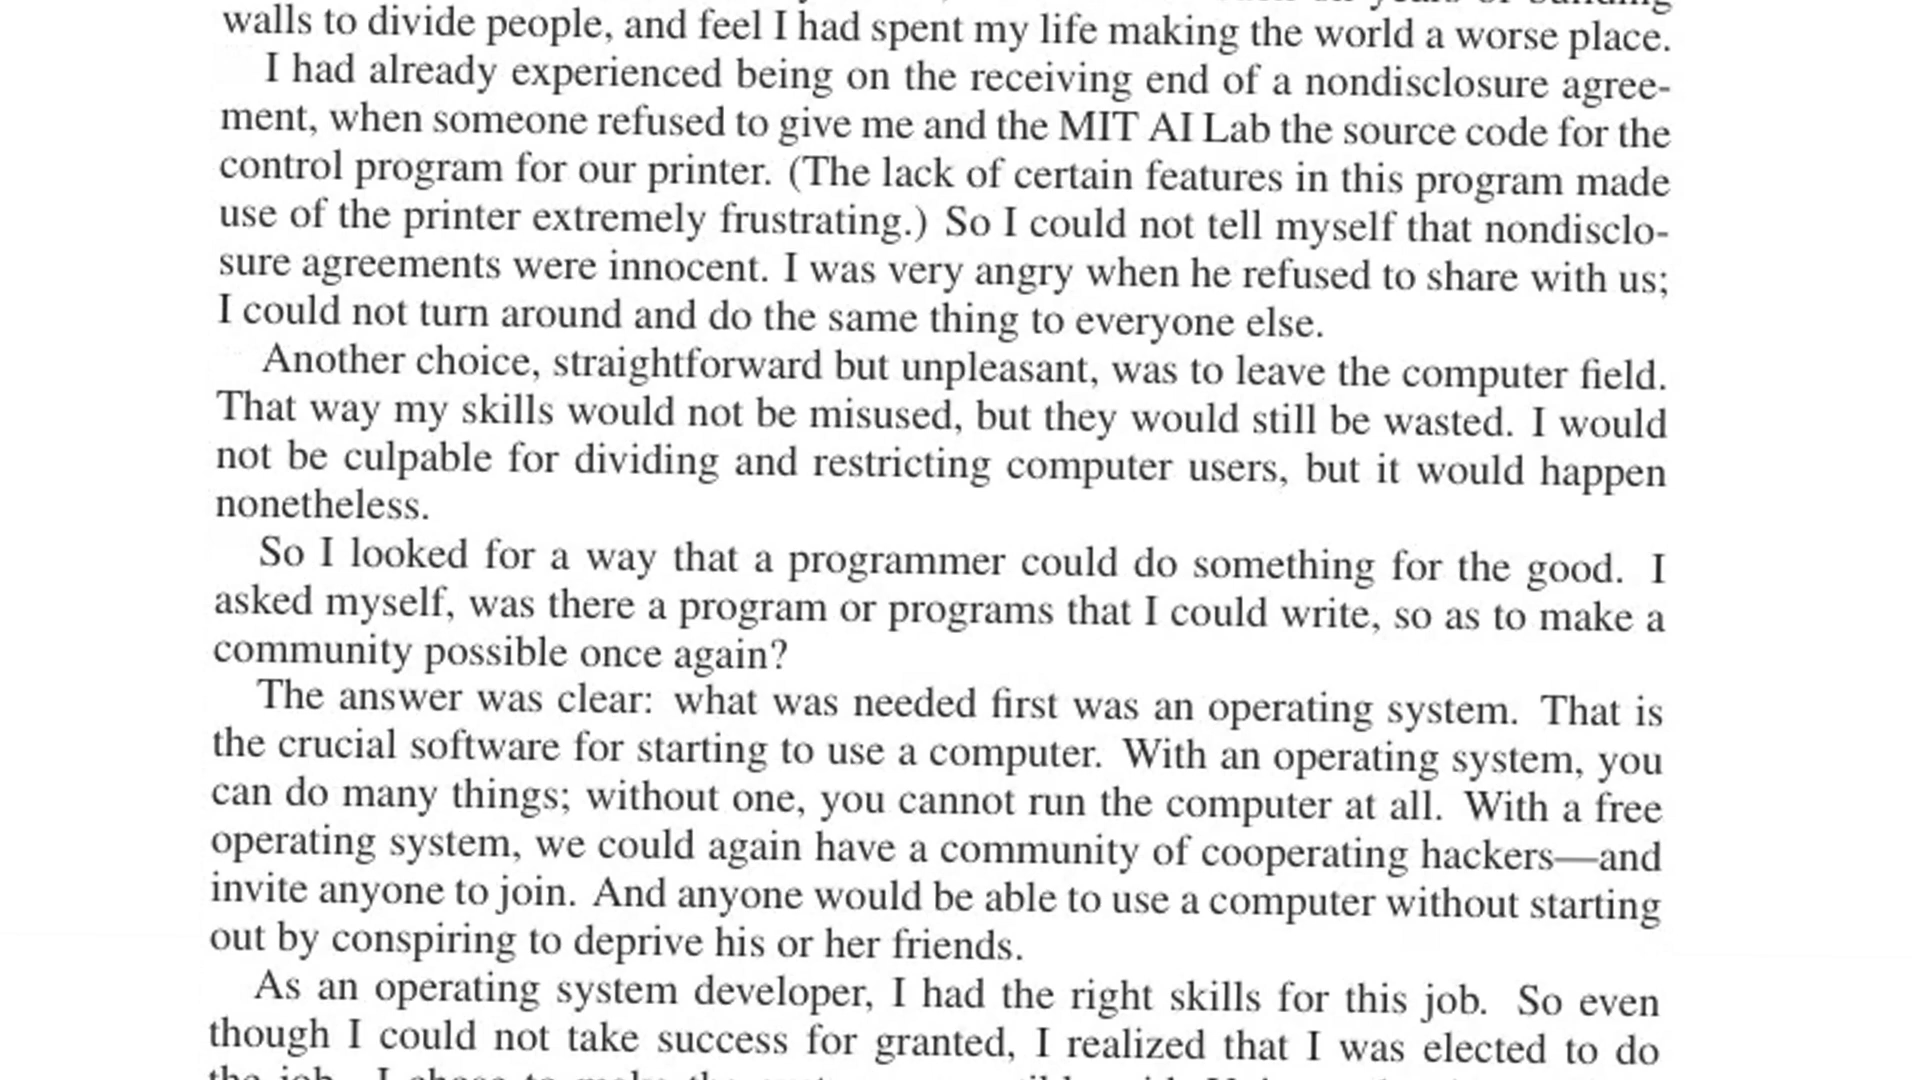 walls to divide people, and feel I had spent my life making the world a worse place.
I had already experienced being on the receiving end of a nondisclosure agree-
ment, when someone refused to give me and the MIT AI Lab the source code for the
control program for our printer. (The lack of certain features in this program made
use of the printer extremely frustrating.) So I could not tell myself that nondisclo-
sure agreements were innocent. I was very angry when he refused to share with us;
I could not turn around and do the same thing to everyone else.
Another choice, straightforward but unpleasant, was to leave the computer field.
That way my skills would not be misused, but they would still be wasted. I would
not be culpable for dividing and restricting computer users, but it would happen
nonetheless.
So I looked for a way that a programmer could do something for the good. I
asked myself, was there a program or programs that I could write, so as to make a
community possible once again?
The answer was clear: what was needed first was an operating system. That is
the crucial software for starting to use a computer. With an operating system, you
can do many things; without one, you cannot run the computer at all. With a free
operating system, we could again have a community of cooperating hackers—and
invite anyone to join. And anyone would be able to use a computer without starting
out by conspiring to deprive his or her friends.
As an operating system developer, I had the right skills for this job. So even
though I could not take success for granted, I realized that I was elected to do